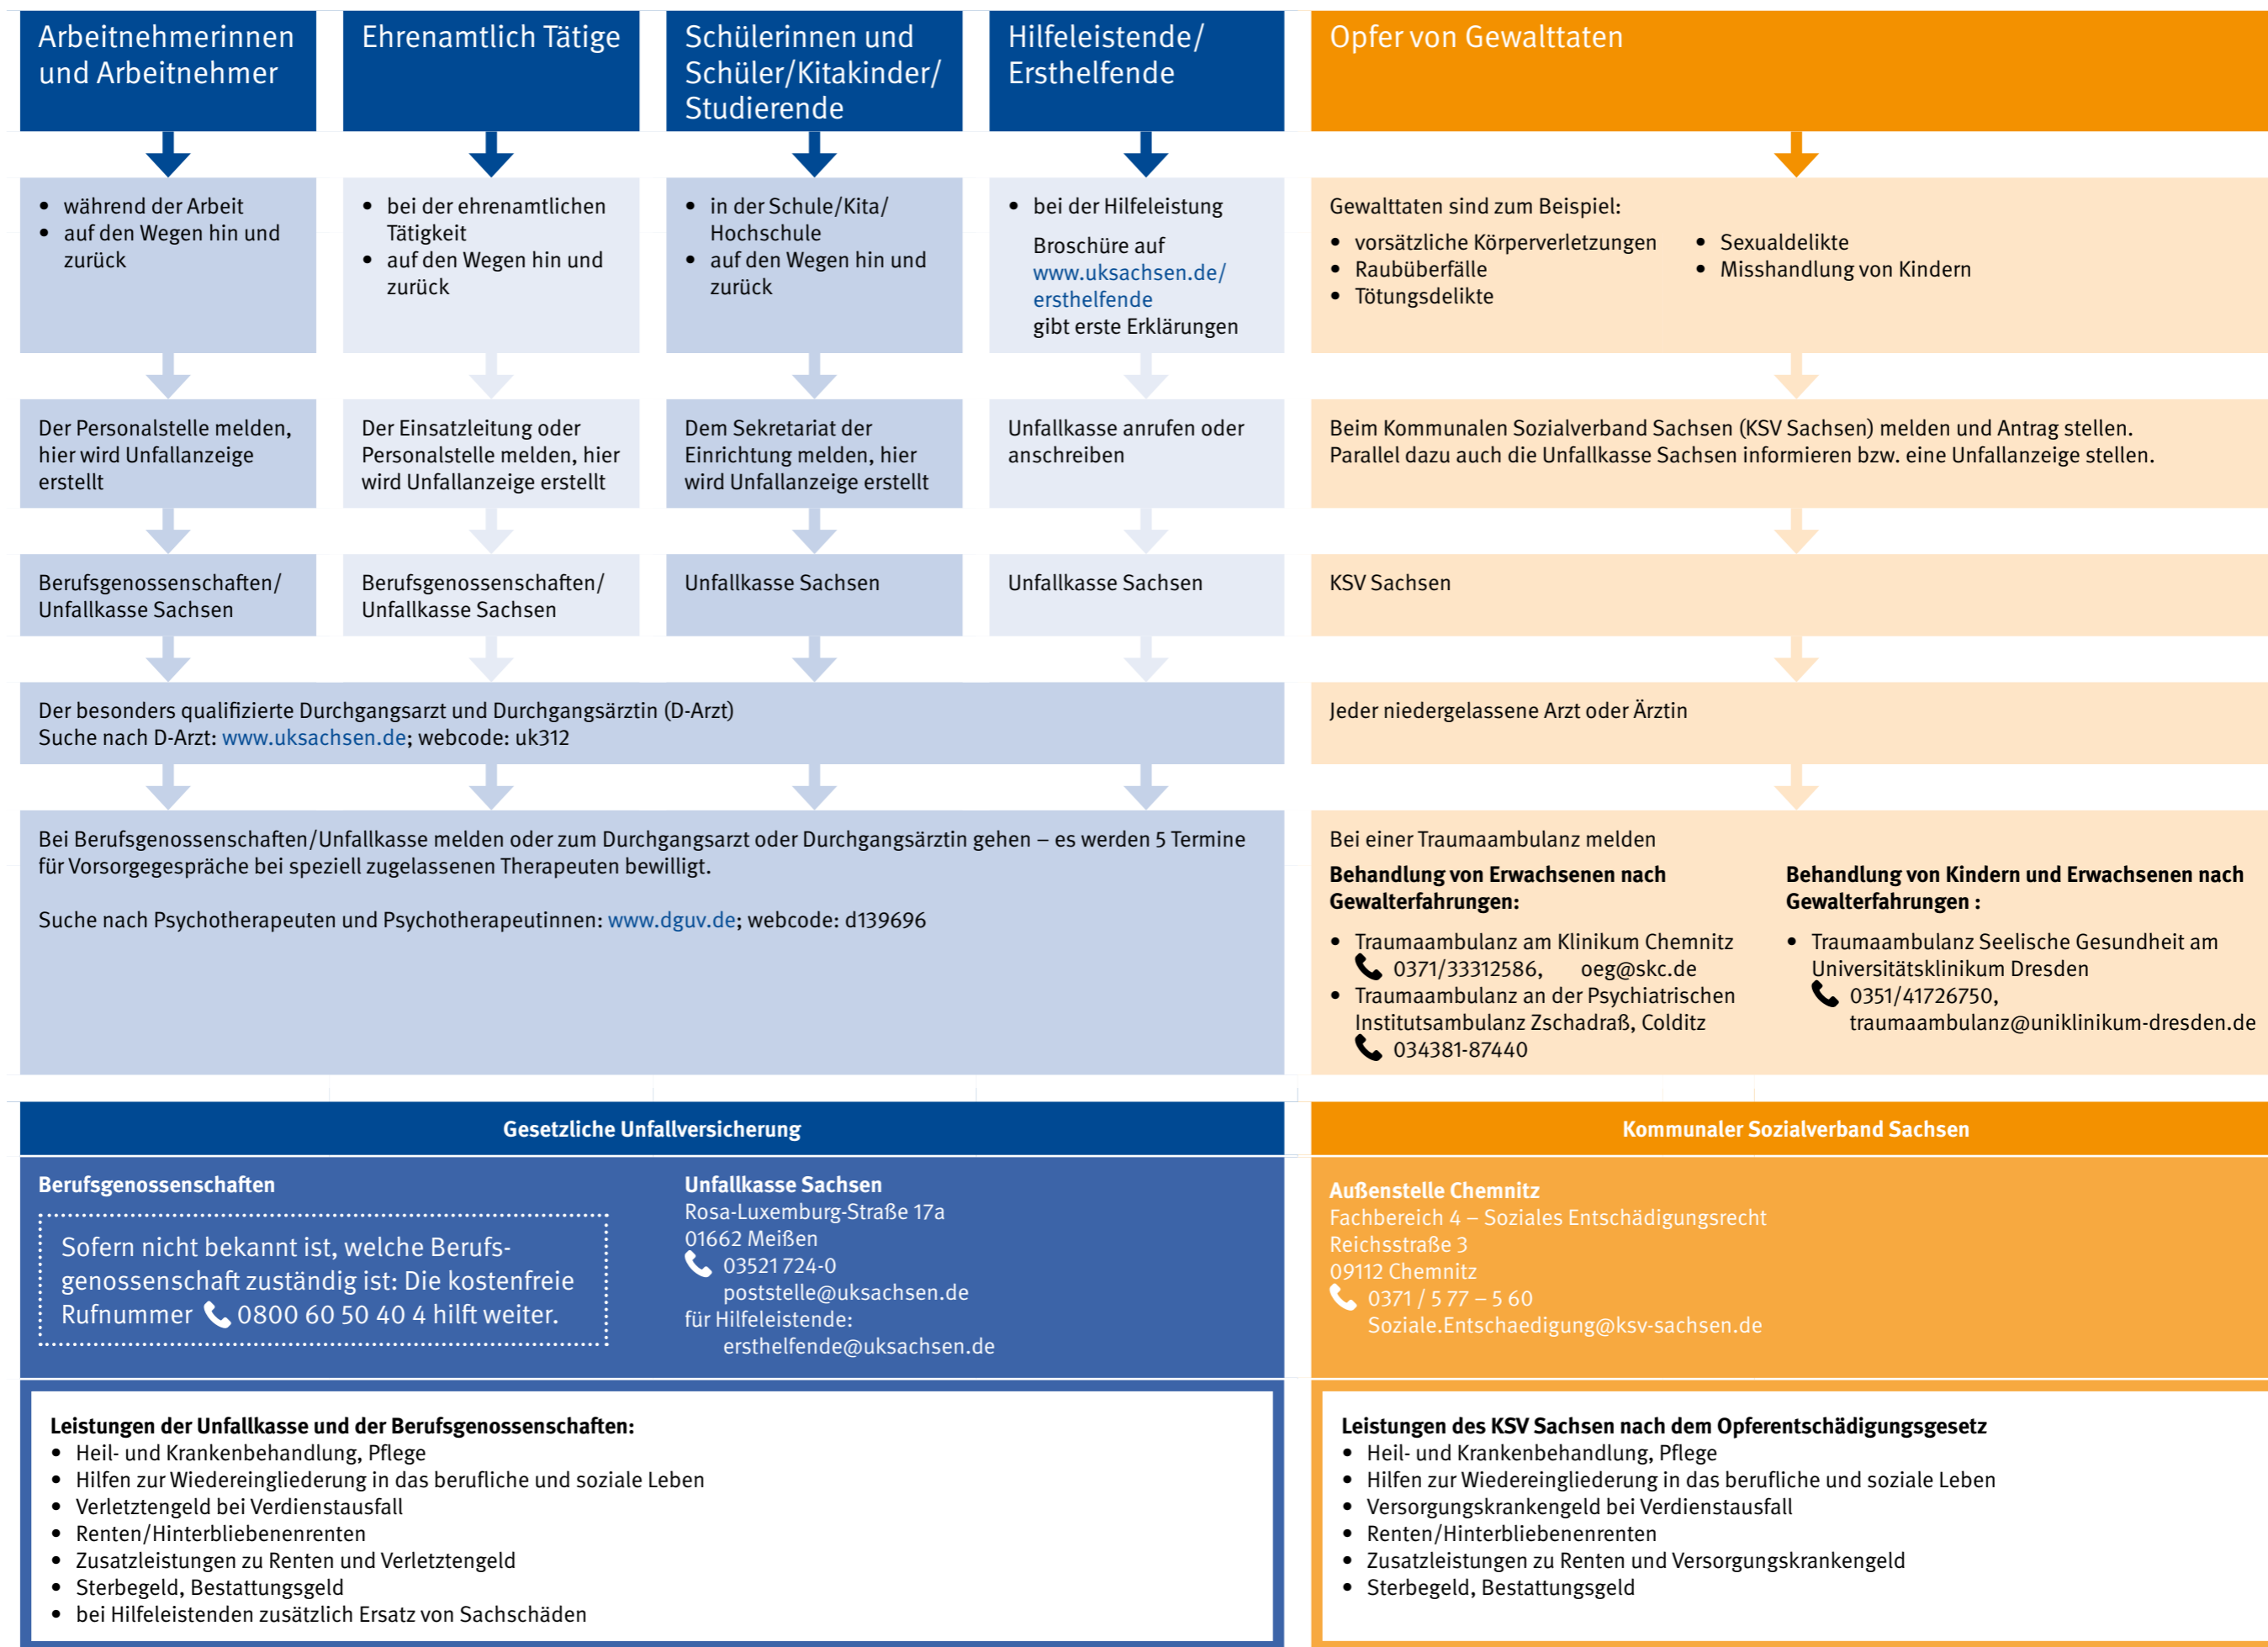 Arbeitnehmerinnen
und Arbeitnehmer
Ehrenamtlich Tätige
Schülerinnen und
Schüler/Kitakinder/
Studierende
Hilfeleistende/
Ersthelfende
Opfer von Gewalttaten
• während der Arbeit
• auf den Wegen hin und
zurück
• bei der ehrenamtlichen
Tätigkeit
• auf den Wegen hin und
zurück
• in der Schule/Kita/
Hochschule
• auf den Wegen hin und
zurück
• bei der Hilfeleistung
Broschüre auf
www.uksachsen.de/
ersthelfende
gibt erste Erklärungen
Gewalttaten sind zum Beispiel:
• vorsätzliche Körperverletzungen
• Raubüberfälle
• Tötungsdelikte
• Sexualdelikte
• Misshandlung von Kindern
Der Personalstelle melden,
hier wird Unfallanzeige
erstellt
Der Einsatzleitung oder
Personalstelle melden, hier
wird Unfallanzeige erstellt
Dem Sekretariat der
Einrichtung melden, hier
wird Unfallanzeige erstellt
Unfallkasse anrufen oder
anschreiben
Beim Kommunalen Sozialverband Sachsen (KSV Sachsen) melden und Antrag stellen.
Parallel dazu auch die Unfallkasse Sachsen informieren bzw. eine Unfallanzeige stellen.
Berufsgenossenschaften/
Unfallkasse Sachsen
Berufsgenossenschaften/
Unfallkasse Sachsen
Unfallkasse Sachsen
Unfallkasse Sachsen
KSV Sachsen
Der besonders qualifizierte Durchgangsarzt und Durchgangsärztin (D-Arzt)
Suche nach D-Arzt: www.uksachsen.de; webcode: uk312
Jeder niedergelassene Arzt oder Ärztin
Bei Berufsgenossenschaften/Unfallkasse melden oder zum Durchgangsarzt oder Durchgangsärztin gehen – es werden 5 Termine
für Vorsorgegespräche bei speziell zugelassenen Therapeuten bewilligt.
Suche nach Psychotherapeuten und Psychotherapeutinnen: www.dguv.de; webcode: d139696
Bei einer Traumaambulanz melden
Behandlung von Erwachsenen nach
Gewalterfahrungen:
• Traumaambulanz am Klinikum Chemnitz
0371/33312586, oeg@skc.de
• Traumaambulanz an der Psychiatrischen
Institutsambulanz Zschadraß, Colditz
034381-87440
Behandlung von Kindern und Erwachsenen nach
Gewalterfahrungen :
• Traumaambulanz Seelische Gesundheit am
Universitätsklinikum Dresden
0351/41726750,
traumaambulanz@uniklinikum-dresden.de
Gesetzliche Unfallversicherung
Berufsgenossenschaften
Sofern nicht bekannt ist, welche Berufs-
genossenschaft zuständig ist: Die kostenfreie
Rufnummer 0800 60 50 40 4 hilft weiter.
Unfallkasse Sachsen
Rosa-Luxemburg-Straße 17a
01662 Meißen
03521 724-0
poststelle@uksachsen.de
für Hilfeleistende:
ersthelfende@uksachsen.de
Kommunaler Sozialverband Sachsen
Außenstelle Chemnitz
Fachbereich 4 – Soziales Entschädigungsrecht
Reichsstraße 3
09112 Chemnitz
0371 / 5 77 – 5 60
Soziale.Entschaedigung@ksv-sachsen.de
Leistungen der Unfallkasse und der Berufsgenossenschaften:
• Heil- und Krankenbehandlung, Pflege
• Hilfen zur Wiedereingliederung in das berufliche und soziale Leben
• Verletztengeld bei Verdienstausfall
• Renten/Hinterbliebenenrenten
• Zusatzleistungen zu Renten und Verletztengeld
• Sterbegeld, Bestattungsgeld
• bei Hilfeleistenden zusätzlich Ersatz von Sachschäden
Leistungen des KSV Sachsen nach dem Opferentschädigungsgesetz
• Heil- und Krankenbehandlung, Pflege
• Hilfen zur Wiedereingliederung in das berufliche und soziale Leben
• Versorgungskrankengeld bei Verdienstausfall
• Renten/Hinterbliebenenrenten
• Zusatzleistungen zu Renten und Versorgungskrankengeld
• Sterbegeld, Bestattungsgeld